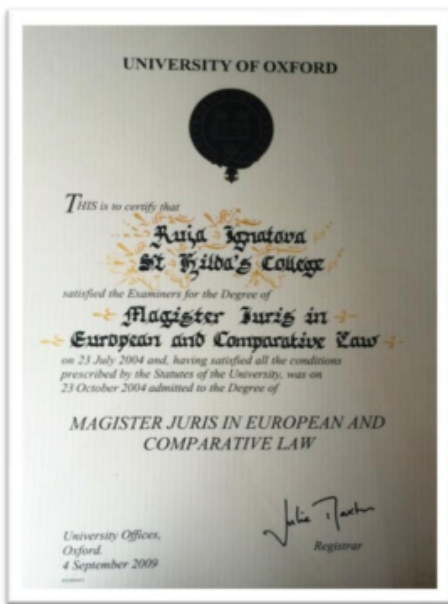 UNIVERSITY OF OXFORD
THIS is to certify that
Ruja Ignatova
St Hilda's College
satisfied the Examiners for the Degree of
Magister Juris in
European and Comparative Law
on 23 July 2004 and, having satisfied all the conditions
prescribed by the Statutes of the University, was on
23 October 2004 admitted to the Degree of
MAGISTER JURIS IN EUROPEAN AND
COMPARATIVE LAW
University Offices,
Oxford.
4 September 2009
Registrar